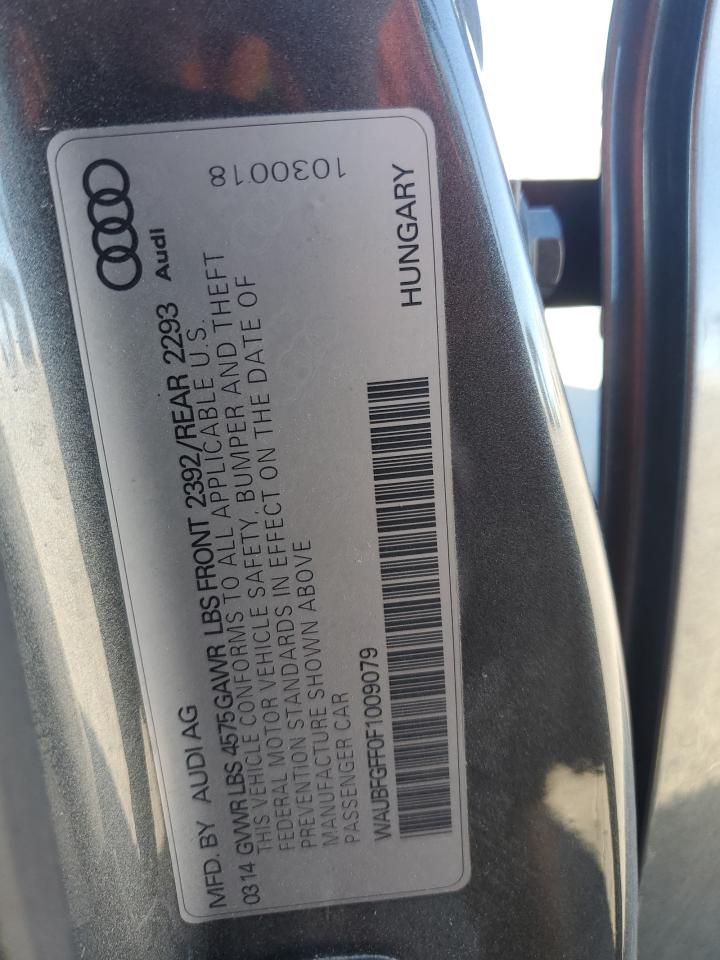 MFD. BY AUDI AG
Audi
0314 GVWR LBS 4575 GAWR LBS FRONT 2392/REAR 2293
THIS VEHICLE CONFORMS TO ALL APPLICABLE U.S.
FEDERAL MOTOR VEHICLE SAFETY, BUMPER AND THEFT
PREVENTION STANDARDS IN EFFECT ON THE DATE OF
MANUFACTURE SHOWN ABOVE
PASSENGER CAR
1030018
WAUBFGFF0F1009079
HUNGARY